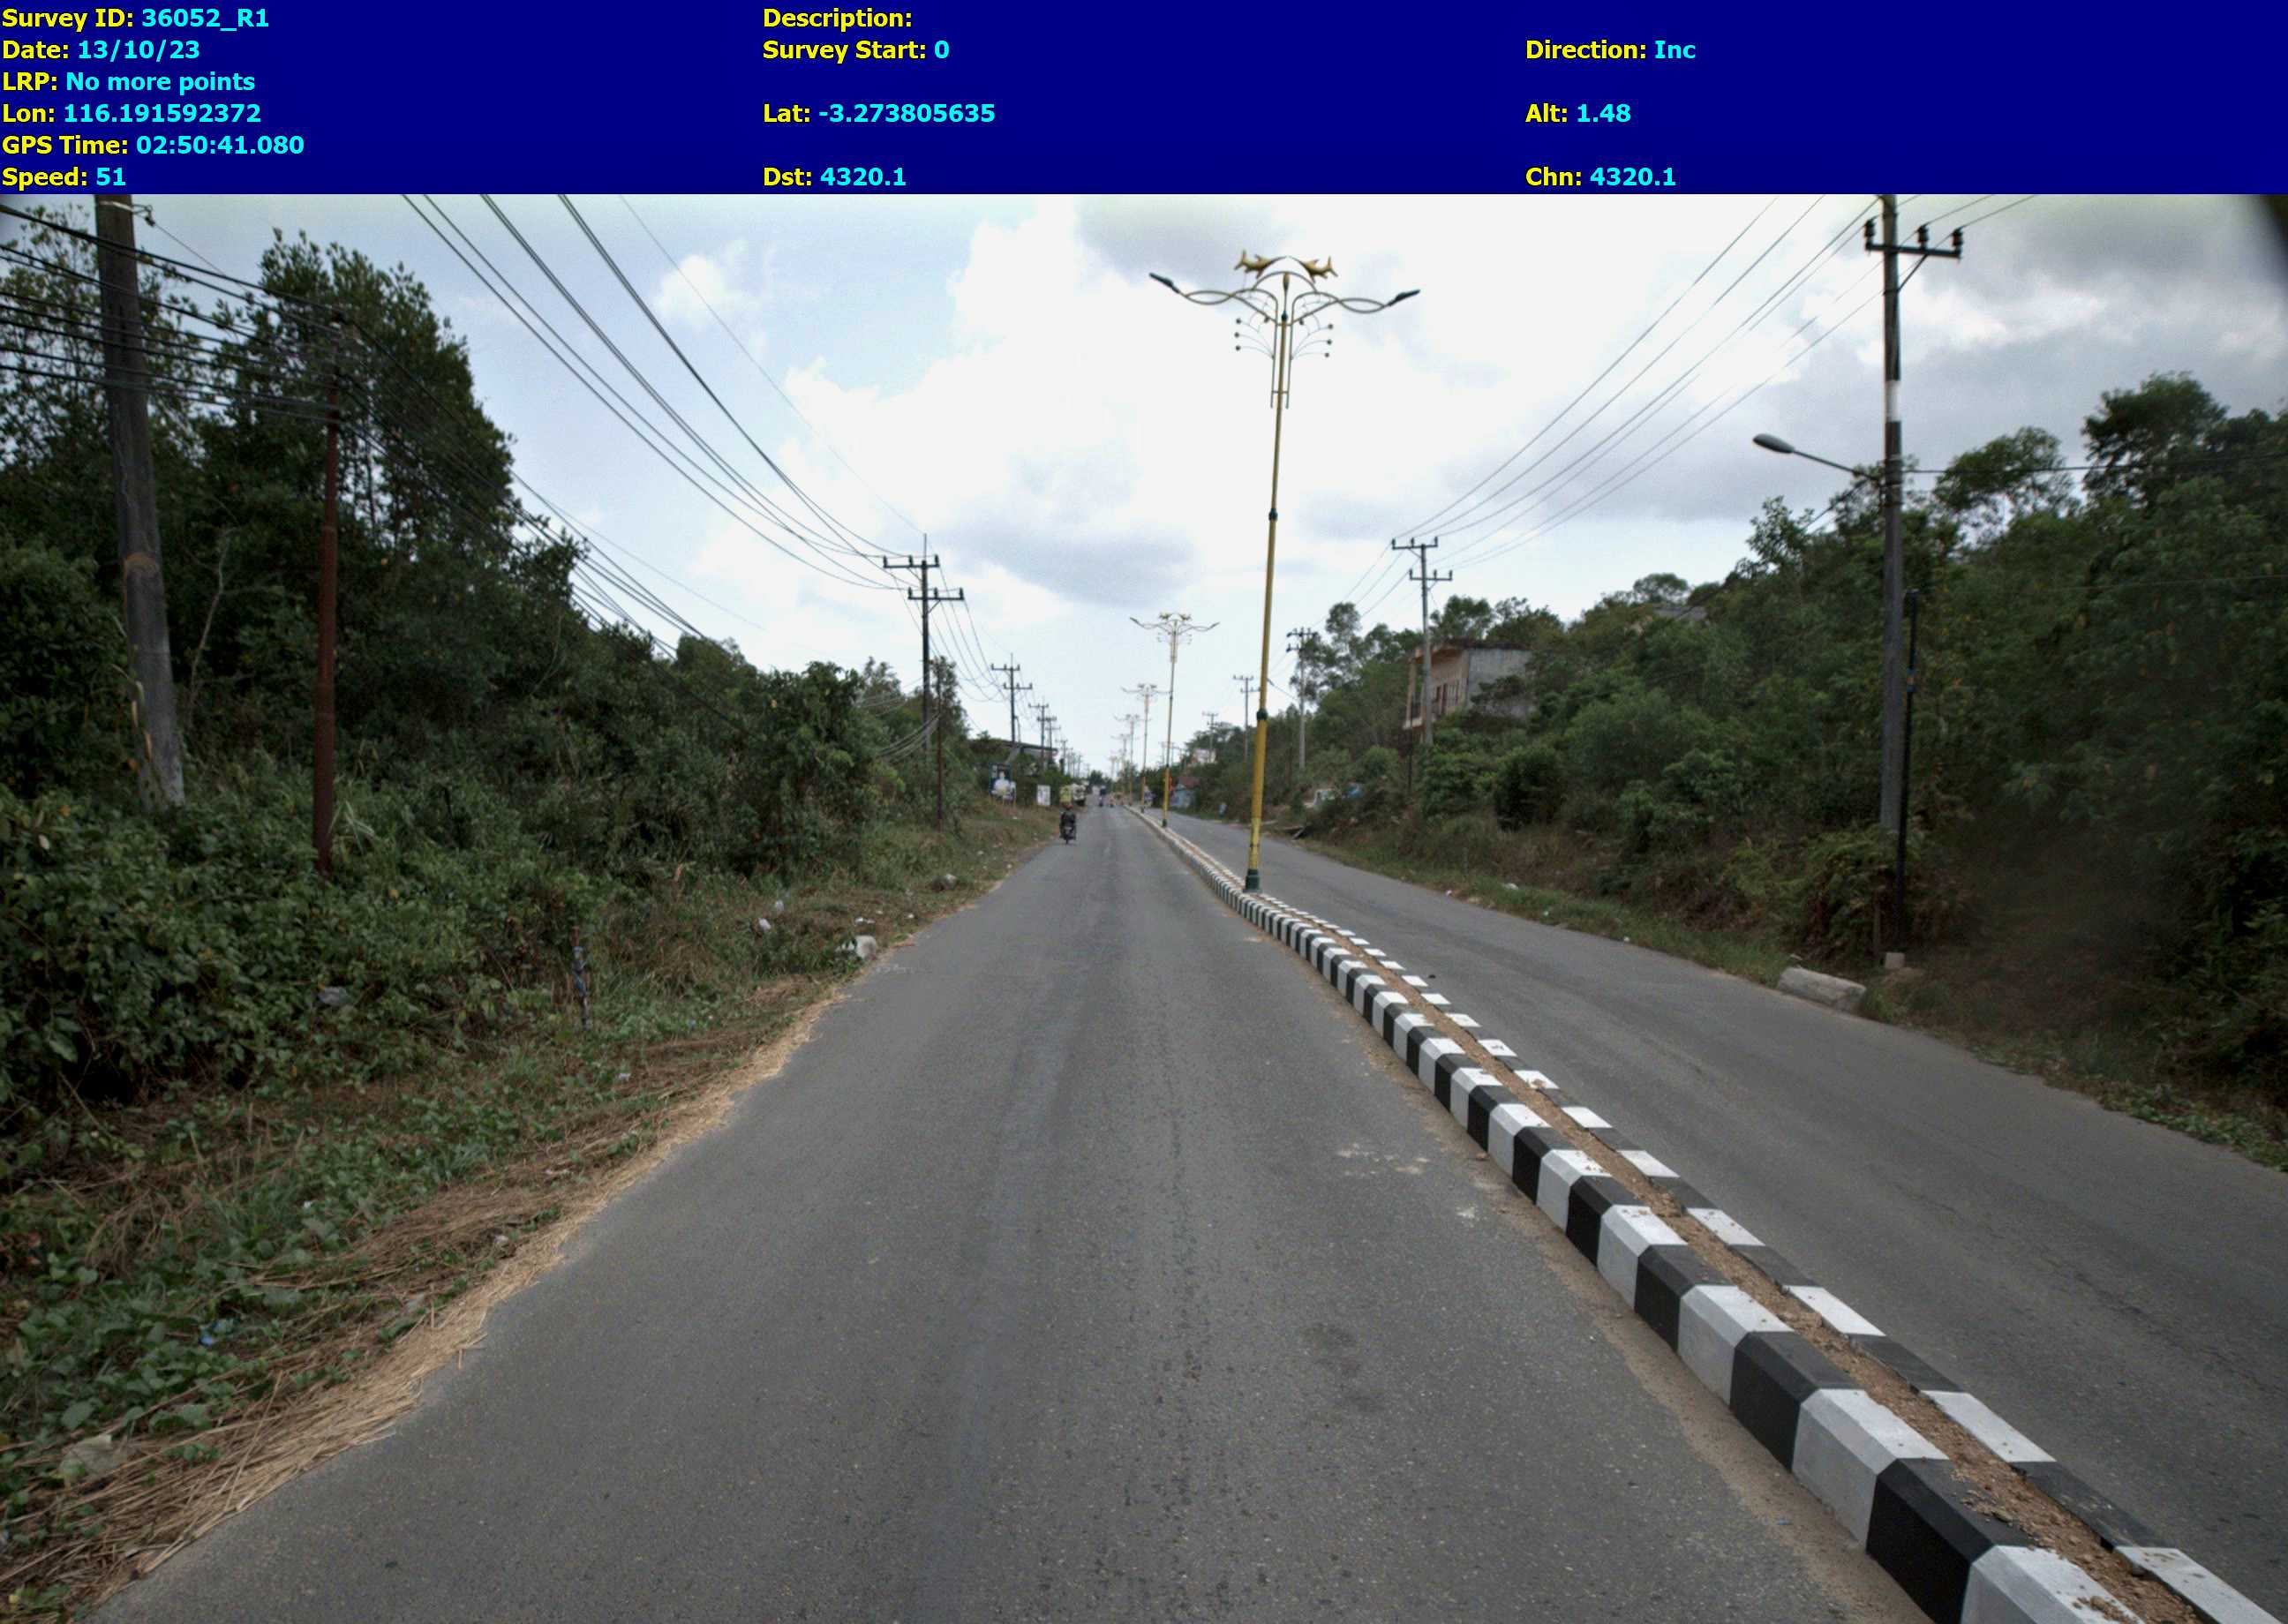 Survey ID: 36052_R1
Description:
Date: 13/10/23
Survey Start: 0
Direction: Inc
LRP: No more points
Lon: 116.191592372
Lat: -3.273805635
Alt: 1.48
GPS Time: 02:50:41.080
Speed: 51
Dst: 4320.1
Chn: 4320.1